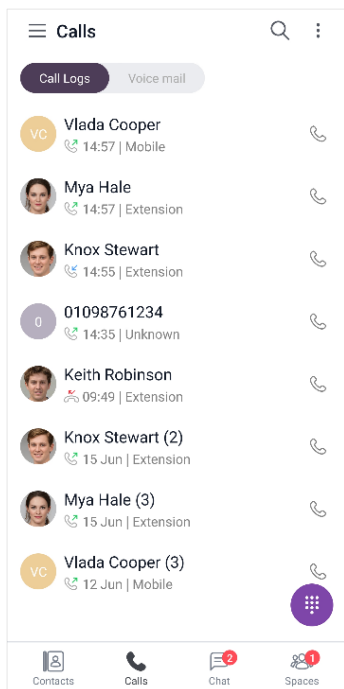 Calls
Call Logs
Voice mail
VC
Vlada Cooper
14:57 | Mobile
Mya Hale
14:57 | Extension
Knox Stewart
14:55 | Extension
0
01098761234
14:35 | Unknown
Keith Robinson
09:49 | Extension
Knox Stewart (2)
15 Jun | Extension
Mya Hale (3)
15 Jun | Extension
VC
Vlada Cooper (3)
12 Jun | Mobile
2
1
Contacts
Calls
Chat
Spaces